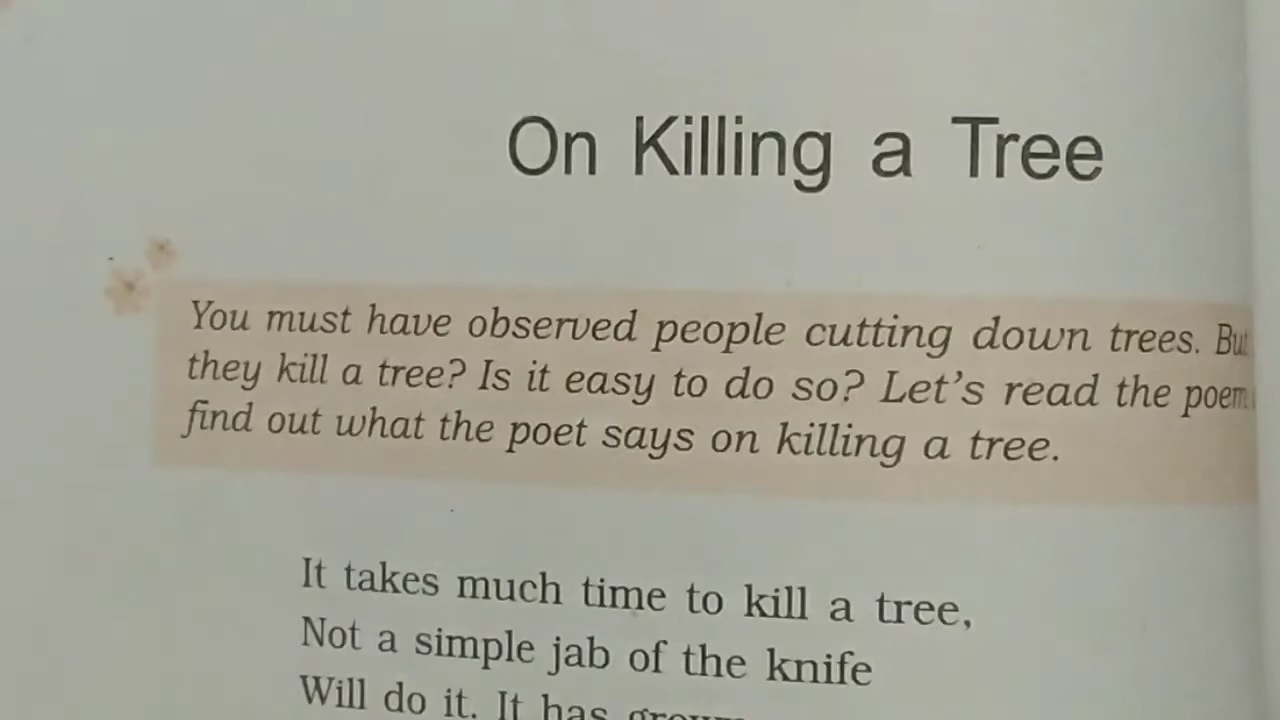 On Killing a Tree
You must have observed people cutting down trees. But
they kill a tree? Is it easy to do so? Let's read the poem
find out what the poet says on killing a tree.
It takes much time to kill a tree,
Not a simple jab of the knife
Will do it. It has grown